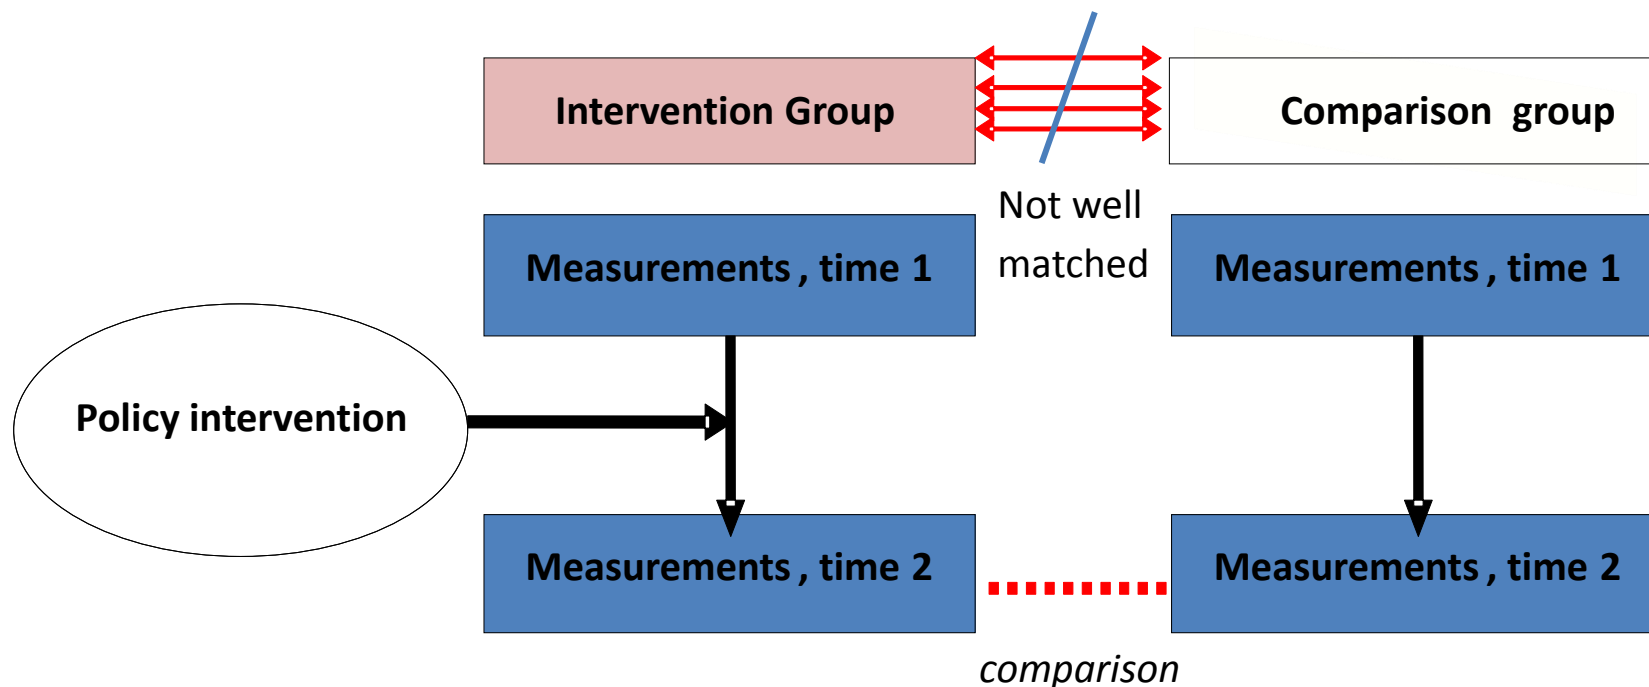 Intervention Group
Comparison  group
Not well
matched
Measurements , time 1
Measurements , time 1
Policy intervention
Measurements , time 2
Measurements , time 2
comparison